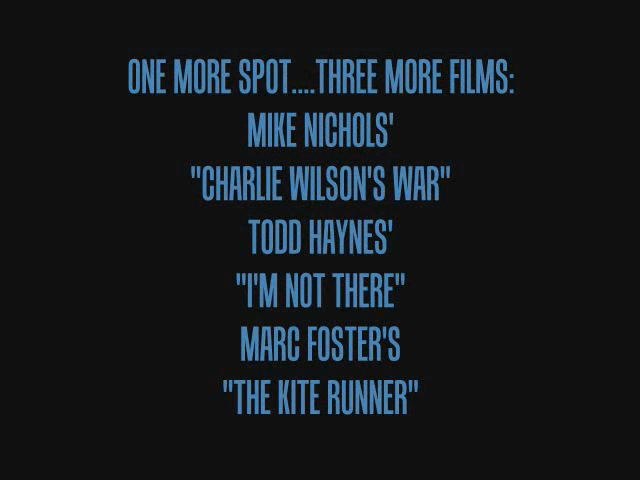 ONE MORE SPOT....THREE MORE FILMS:
MIKE NICHOLS'
"CHARLIE WILSON'S WAR"
TODD HAYNES'
"I'M NOT THERE"
MARC FOSTER'S
"THE KITE RUNNER"